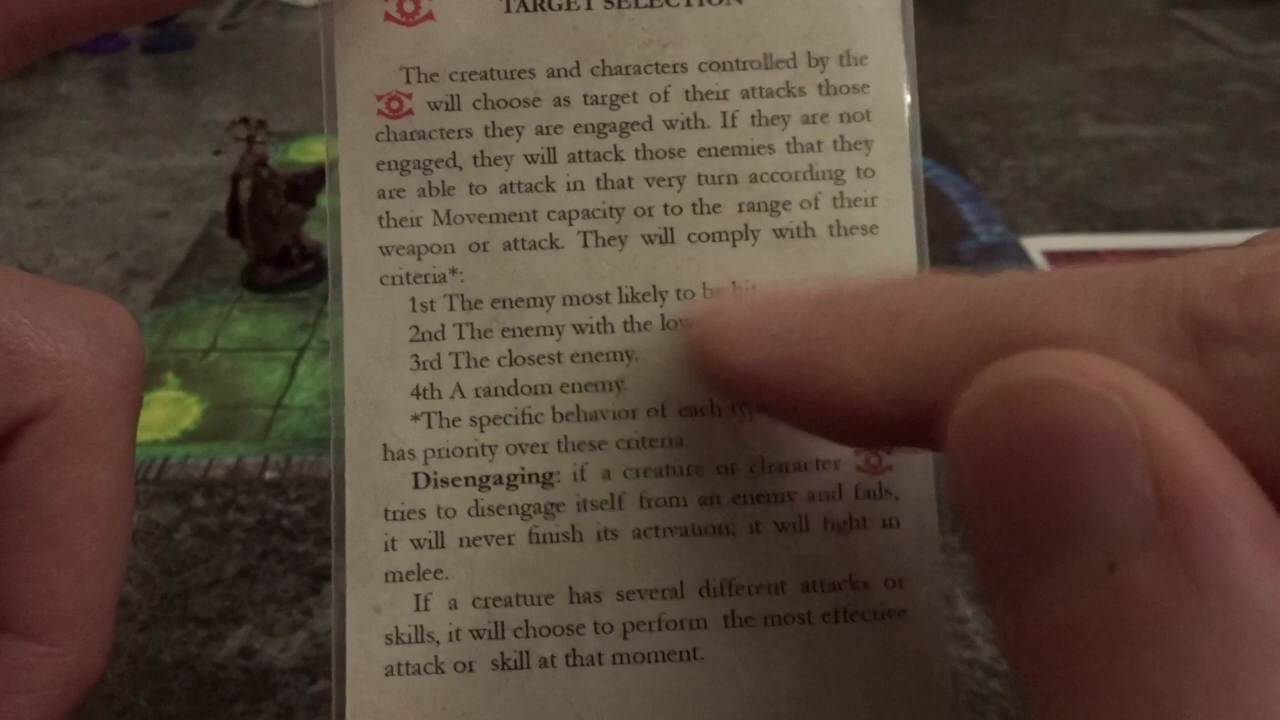 TARGET SELECTION
The creatures and characters controlled by the
will choose as target of their attacks those
characters they are engaged with. If they are not
engaged, they will attack those enemies that they
are able to attack in that very turn according to
their Movement capacity or to the range of their
weapon or attack. They will comply with these
criteria*:
1st The enemy most likely to be hit
2nd The enemy with the
3rd The closest enemy.
4th A random enemy.
*The specific behavior of each
has priority over these criteria.
Disengaging: if a creature or character
tries to disengage itself from an enemy and fails,
it will never finish its activation; it will fight in
melee.
If a creature has several different attacks or
skills, it will choose to perform the most effective
attack or skill at that moment.